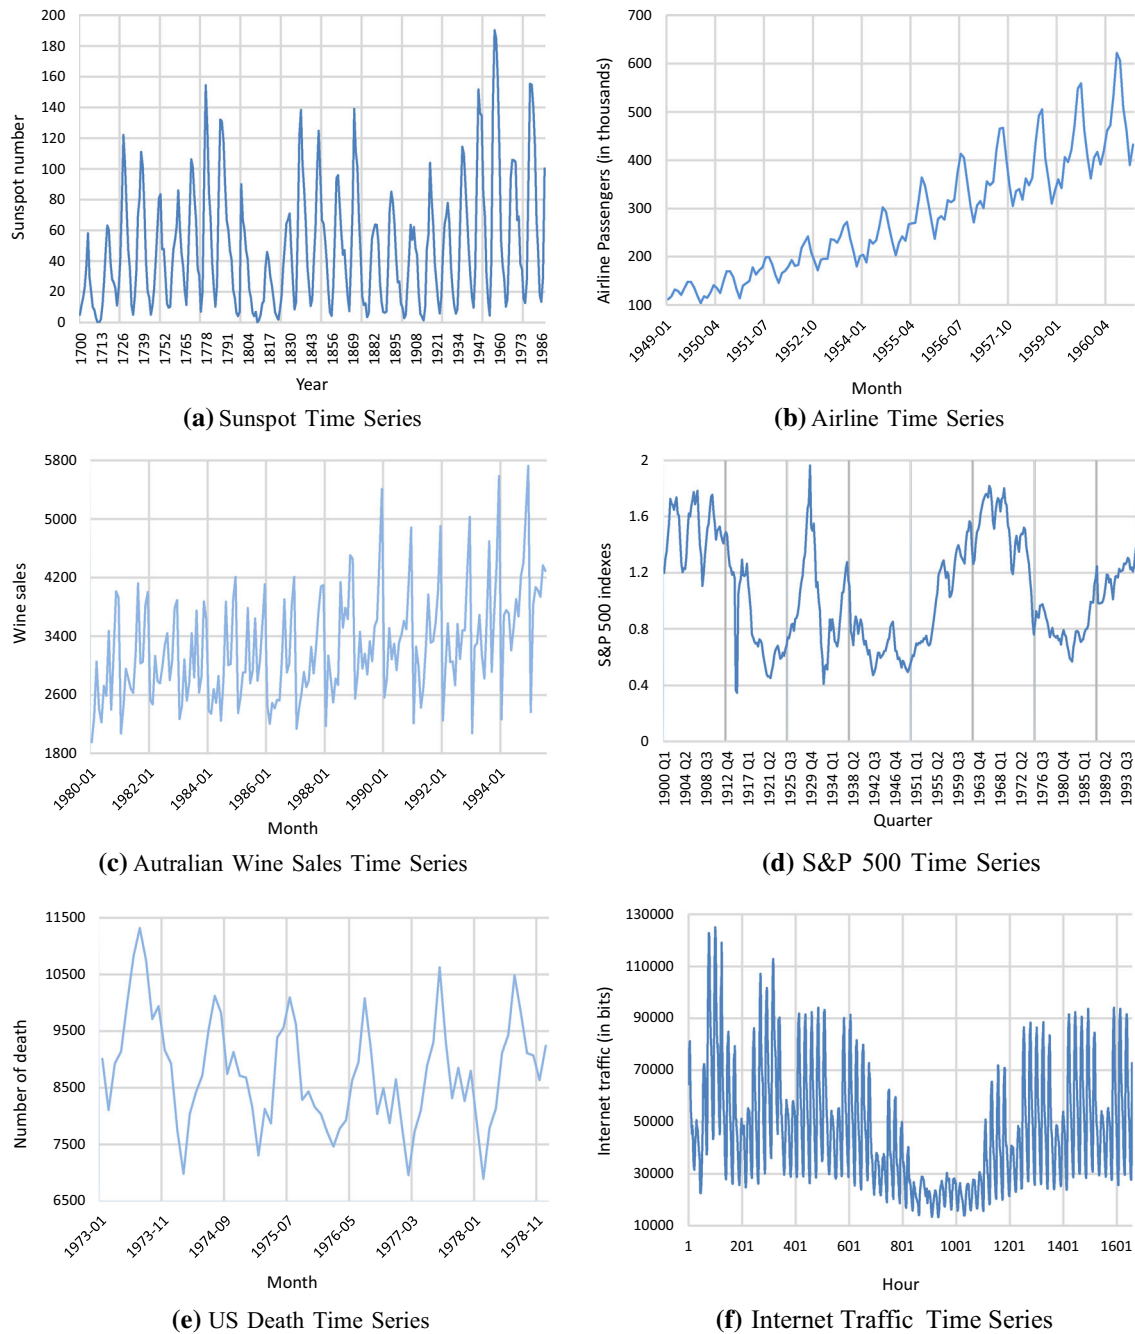 200
180
160
140
120
100
80
60
40
20
0
Sunspot number
1700
1713
1726
1739
1752
1765
1778
1791
1804
1817
1830
1843
1856
1869
1882
1895
1908
1921
1934
1947
1960
1973
1986
Year
(a) Sunspot Time Series
700
600
500
400
300
200
100
Airline Passengers (in thousands)
1949-01
1950-04
1951-07
1952-10
1954-01
1955-04
1956-07
1957-10
1959-01
1960-04
Month
(b) Airline Time Series
5800
5000
4200
3400
2600
1800
Wine sales
1980-01
1982-01
1984-01
1986-01
1988-01
1990-01
1992-01
1994-01
Month
(c) Autralian Wine Sales Time Series
2
1.6
1.2
0.8
0.4
0
S&P 500 indexes
1900 Q1
1904 Q2
1908 Q3
1912 Q4
1917 Q1
1921 Q2
1925 Q3
1929 Q4
1934 Q1
1938 Q2
1942 Q3
1946 Q4
1951 Q1
1955 Q2
1959 Q3
1963 Q4
1968 Q1
1972 Q2
1976 Q3
1980 Q4
1985 Q1
1989 Q2
1993 Q3
Quarter
(d) S&P 500 Time Series
11500
10500
9500
8500
7500
6500
Number of death
1973-01
1973-11
1974-09
1975-07
1976-05
1977-03
1978-01
1978-11
Month
(e) US Death Time Series
130000
110000
90000
70000
50000
30000
10000
Internet traffic (in bits)
1
201
401
601
801
1001
1201
1401
1601
Hour
(f) Internet Traffic Time Series